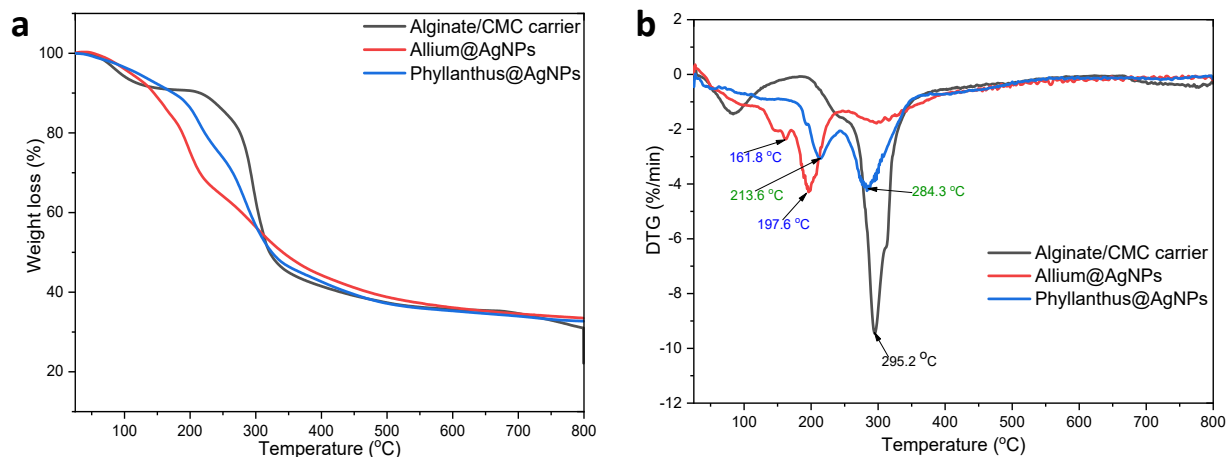 a
Alginate/CMC carrier
Allium@AgNPs
Phyllanthus@AgNPs
100
80
60
40
20
Weight loss (%)
100 200 300 400 500 600 700 800
Temperature (°C)
b
2
0
-2
-4
-6
-8
-10
-12
DTG (%/min)
161.8 °C
213.6 °C
197.6 °C
284.3 °C
295.2 °C
Alginate/CMC carrier
Allium@AgNPs
Phyllanthus@AgNPs
100 200 300 400 500 600 700 800
Temperature (°C)